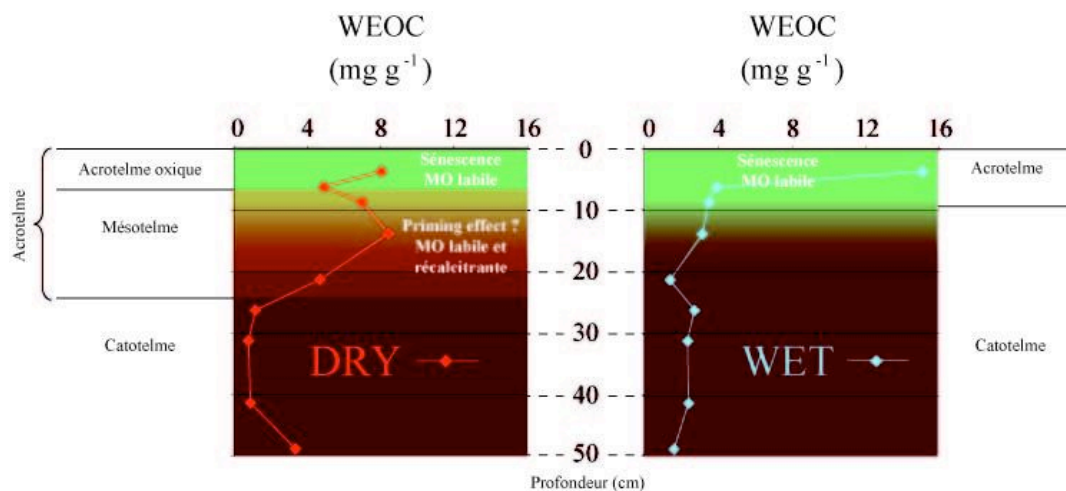 WEOC
(mg g⁻¹)
WEOC
(mg g⁻¹)
0 4 8 12 16
0 4 8 12 16
0
10
20
30
40
50
Profondeur (cm)
Acrotelme
Acrotelme oxique
Mésotelme
Catotelme
Sénescence
MO labile
Priming effect ?
MO labile et
récalcitrante
DRY
Sénescence
MO labile
WET
Acrotelme
Catotelme